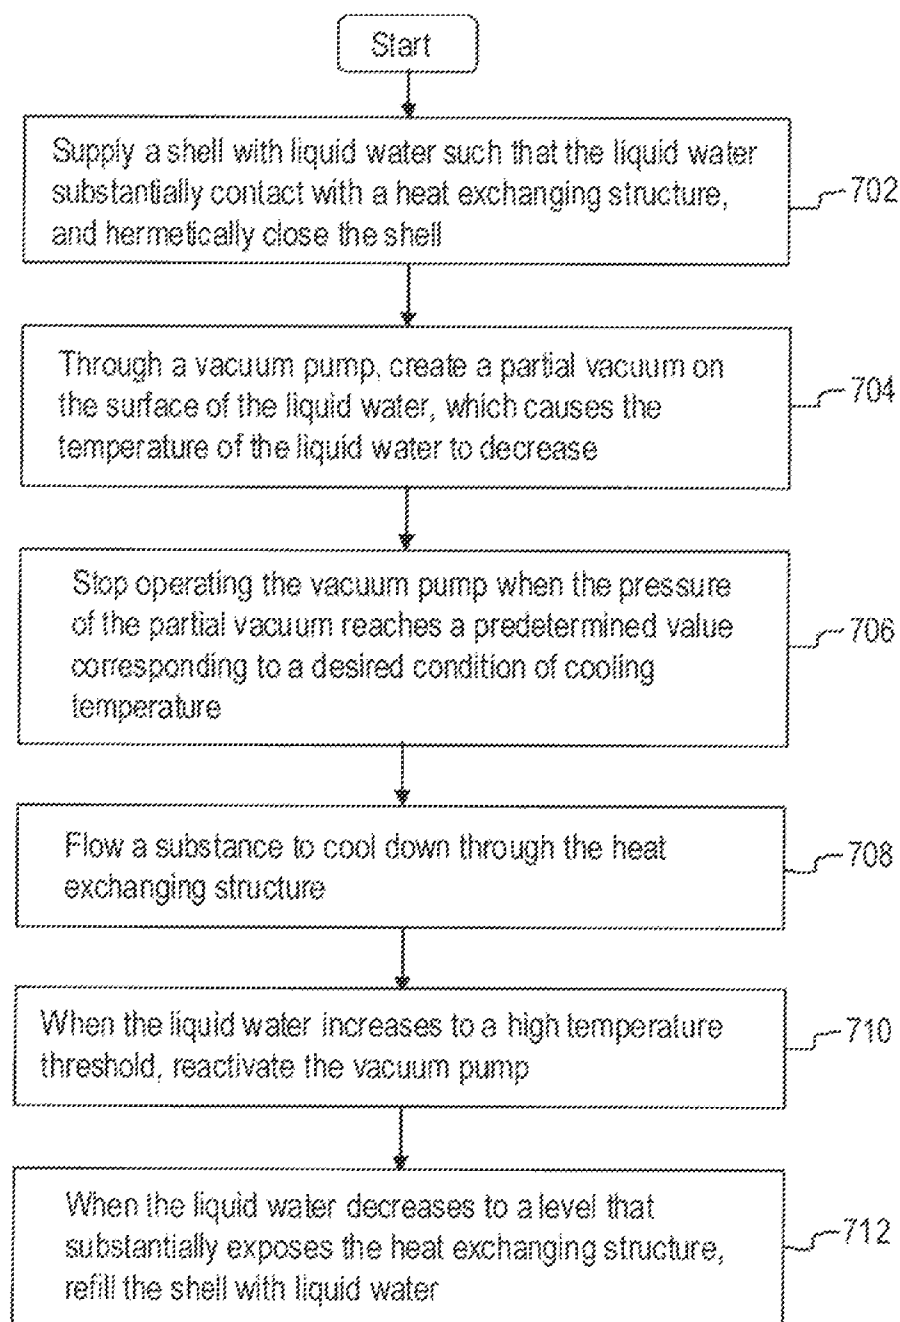 Start
Supply a shell with liquid water such that the liquid water
substantially contact with a heat exchanging structure,
and hermetically close the shell
702
Through a vacuum pump, create a partial vacuum on
the surface of the liquid water, which causes the
temperature of the liquid water to decrease
704
Stop operating the vacuum pump when the pressure
of the partial vacuum reaches a predetermined value
corresponding to a desired condition of cooling
temperature
706
Flow a substance to cool down through the heat
exchanging structure
708
When the liquid water increases to a high temperature
threshold, reactivate the vacuum pump
710
When the liquid water decreases to a level that
substantially exposes the heat exchanging structure,
refill the shell with liquid water
712